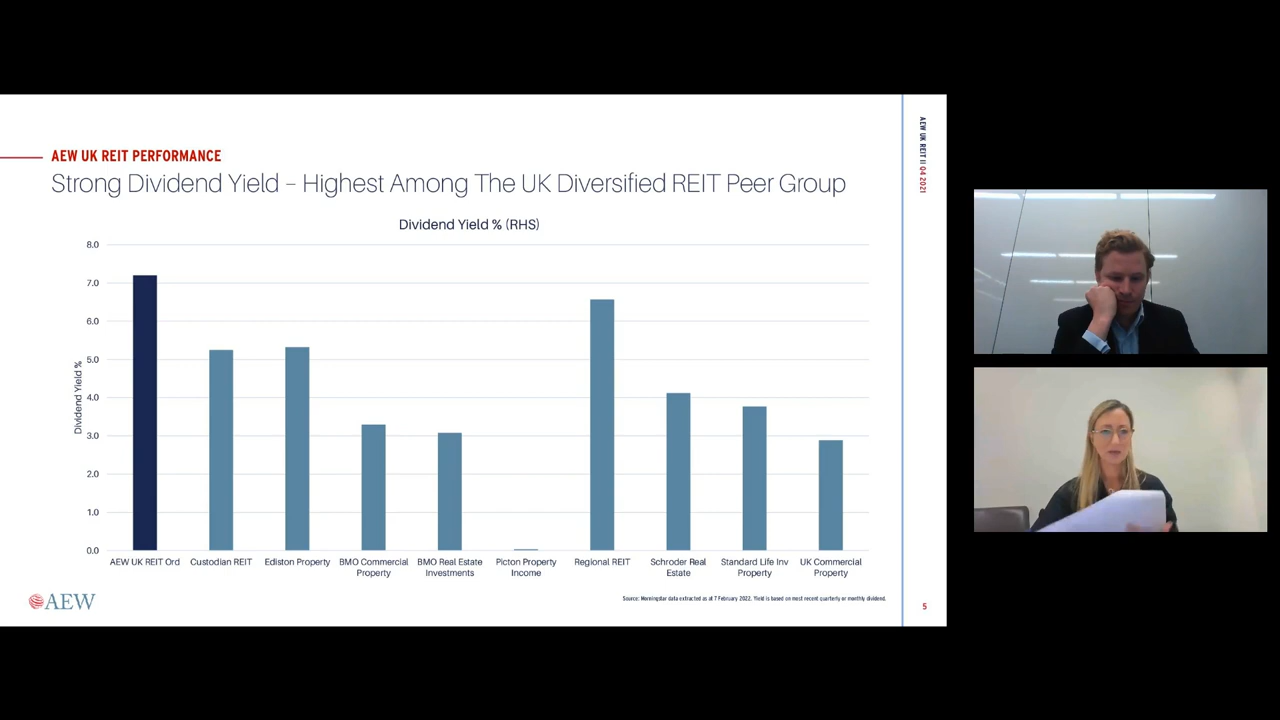 AEW UK REIT PERFORMANCE
Strong Dividend Yield – Highest Among The UK Diversified REIT Peer Group
AEW UK REIT || Q4 2021
Dividend Yield % (RHS)
Dividend Yield %
8.0
7.0
6.0
5.0
4.0
3.0
2.0
1.0
0.0
AEW UK REIT Ord
Custodian REIT
Ediston Property
BMO Commercial
Property
BMO Real Estate
Investments
Picton Property
Income
Regional REIT
Schroder Real
Estate
Standard Life Inv
Property
UK Commercial
Property
AEW
Source: Morningstar data extracted as at 7 February 2022. Yield is based on most recent quarterly or monthly dividend.
5